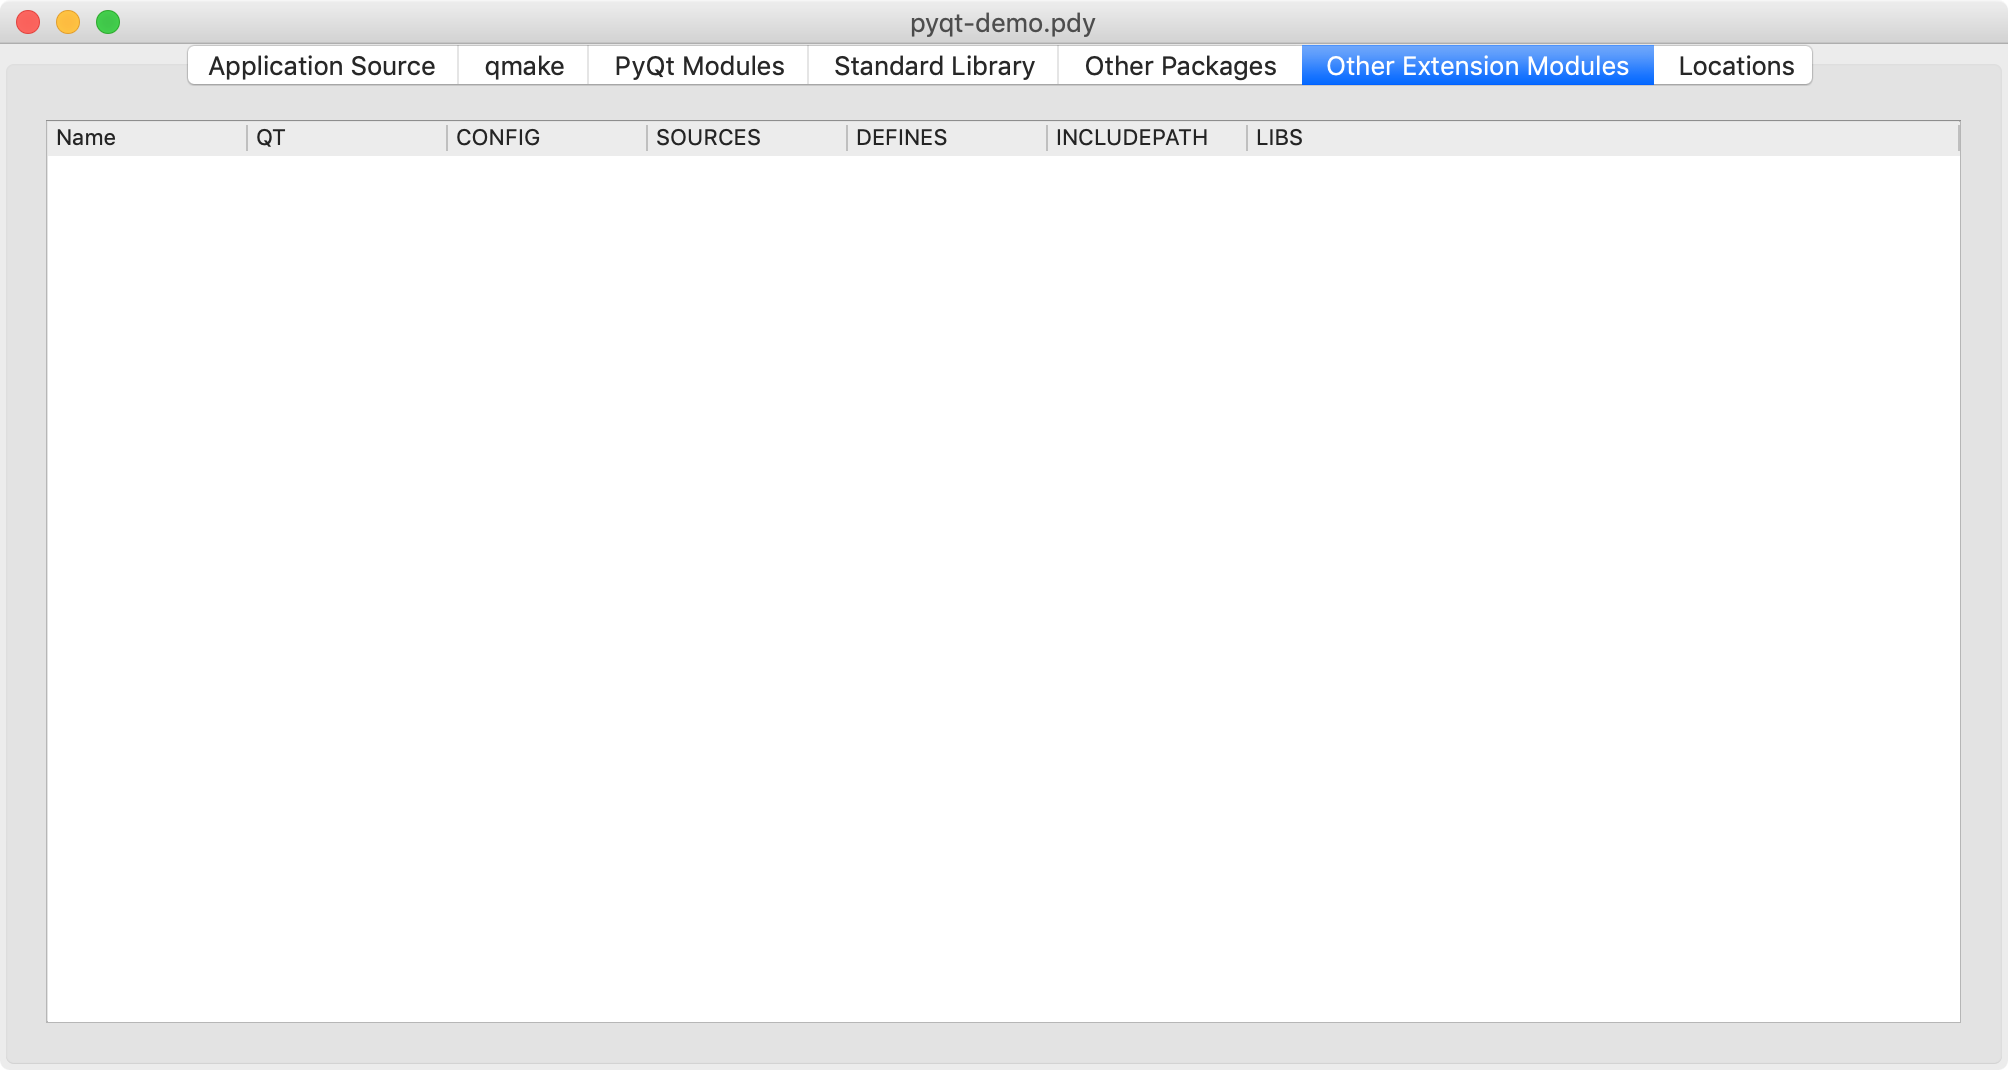 pyqt-demo.pdy
Application Source qmake PyQt Modules Standard Library Other Packages Other Extension Modules Locations
Name QT CONFIG SOURCES DEFINES INCLUDEPATH LIBS